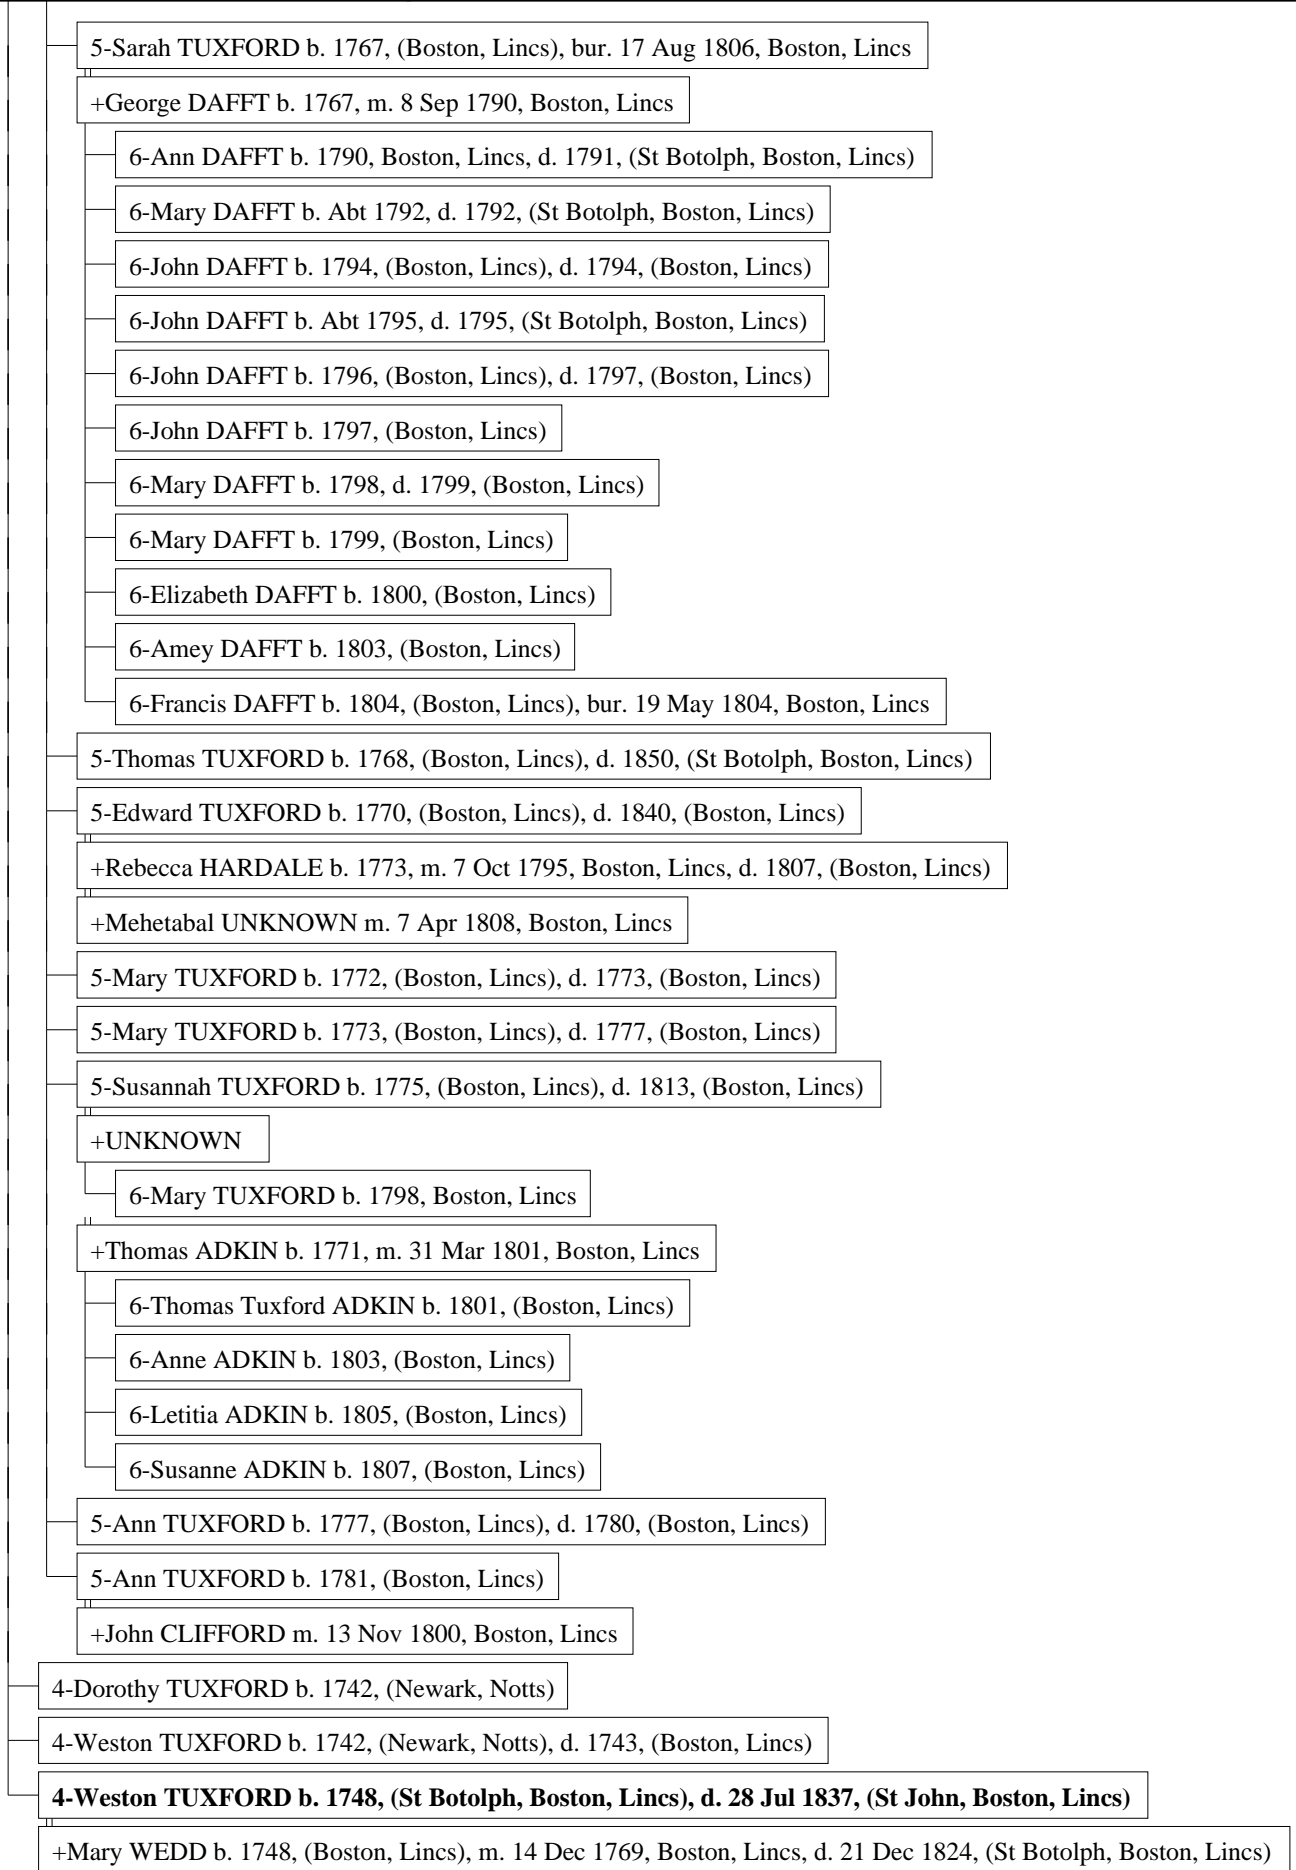 5-Sarah TUXFORD b. 1767, (Boston, Lincs), bur. 17 Aug 1806, Boston, Lincs
+George DAFFT b. 1767, m. 8 Sep 1790, Boston, Lincs
6-Ann DAFFT b. 1790, Boston, Lincs, d. 1791, (St Botolph, Boston, Lincs)
6-Mary DAFFT b. Abt 1792, d. 1792, (St Botolph, Boston, Lincs)
6-John DAFFT b. 1794, (Boston, Lincs), d. 1794, (Boston, Lincs)
6-John DAFFT b. Abt 1795, d. 1795, (St Botolph, Boston, Lincs)
6-John DAFFT b. 1796, (Boston, Lincs), d. 1797, (Boston, Lincs)
6-John DAFFT b. 1797, (Boston, Lincs)
6-Mary DAFFT b. 1798, d. 1799, (Boston, Lincs)
6-Mary DAFFT b. 1799, (Boston, Lincs)
6-Elizabeth DAFFT b. 1800, (Boston, Lincs)
6-Amey DAFFT b. 1803, (Boston, Lincs)
6-Francis DAFFT b. 1804, (Boston, Lincs), bur. 19 May 1804, Boston, Lincs
5-Thomas TUXFORD b. 1768, (Boston, Lincs), d. 1850, (St Botolph, Boston, Lincs)
5-Edward TUXFORD b. 1770, (Boston, Lincs), d. 1840, (Boston, Lincs)
+Rebecca HARDALE b. 1773, m. 7 Oct 1795, Boston, Lincs, d. 1807, (Boston, Lincs)
+Mehetabal UNKNOWN m. 7 Apr 1808, Boston, Lincs
5-Mary TUXFORD b. 1772, (Boston, Lincs), d. 1773, (Boston, Lincs)
5-Mary TUXFORD b. 1773, (Boston, Lincs), d. 1777, (Boston, Lincs)
5-Susannah TUXFORD b. 1775, (Boston, Lincs), d. 1813, (Boston, Lincs)
+UNKNOWN
6-Mary TUXFORD b. 1798, Boston, Lincs
+Thomas ADKIN b. 1771, m. 31 Mar 1801, Boston, Lincs
6-Thomas Tuxford ADKIN b. 1801, (Boston, Lincs)
6-Anne ADKIN b. 1803, (Boston, Lincs)
6-Letitia ADKIN b. 1805, (Boston, Lincs)
6-Susanne ADKIN b. 1807, (Boston, Lincs)
5-Ann TUXFORD b. 1777, (Boston, Lincs), d. 1780, (Boston, Lincs)
5-Ann TUXFORD b. 1781, (Boston, Lincs)
+John CLIFFORD m. 13 Nov 1800, Boston, Lincs
4-Dorothy TUXFORD b. 1742, (Newark, Notts)
4-Weston TUXFORD b. 1742, (Newark, Notts), d. 1743, (Boston, Lincs)
4-Weston TUXFORD b. 1748, (St Botolph, Boston, Lincs), d. 28 Jul 1837, (St John, Boston, Lincs)
+Mary WEDD b. 1748, (Boston, Lincs), m. 14 Dec 1769, Boston, Lincs, d. 21 Dec 1824, (St Botolph, Boston, Lincs)